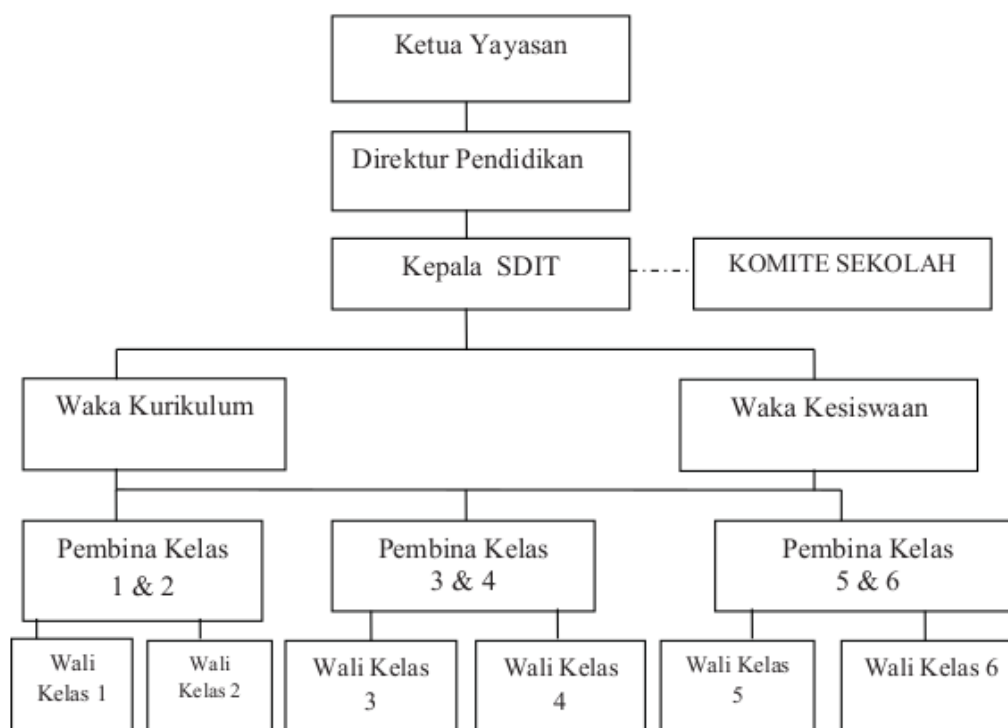 Ketua Yayasan
Direktur Pendidikan
Kepala SDIT
KOMITE SEKOLAH
Waka Kurikulum
Waka Kesiswaan
Pembina Kelas
1 & 2
Pembina Kelas
3 & 4
Pembina Kelas
5 & 6
Wali
Kelas 1
Wali
Kelas 2
Wali Kelas
3
Wali Kelas
4
Wali Kelas
5
Wali Kelas 6